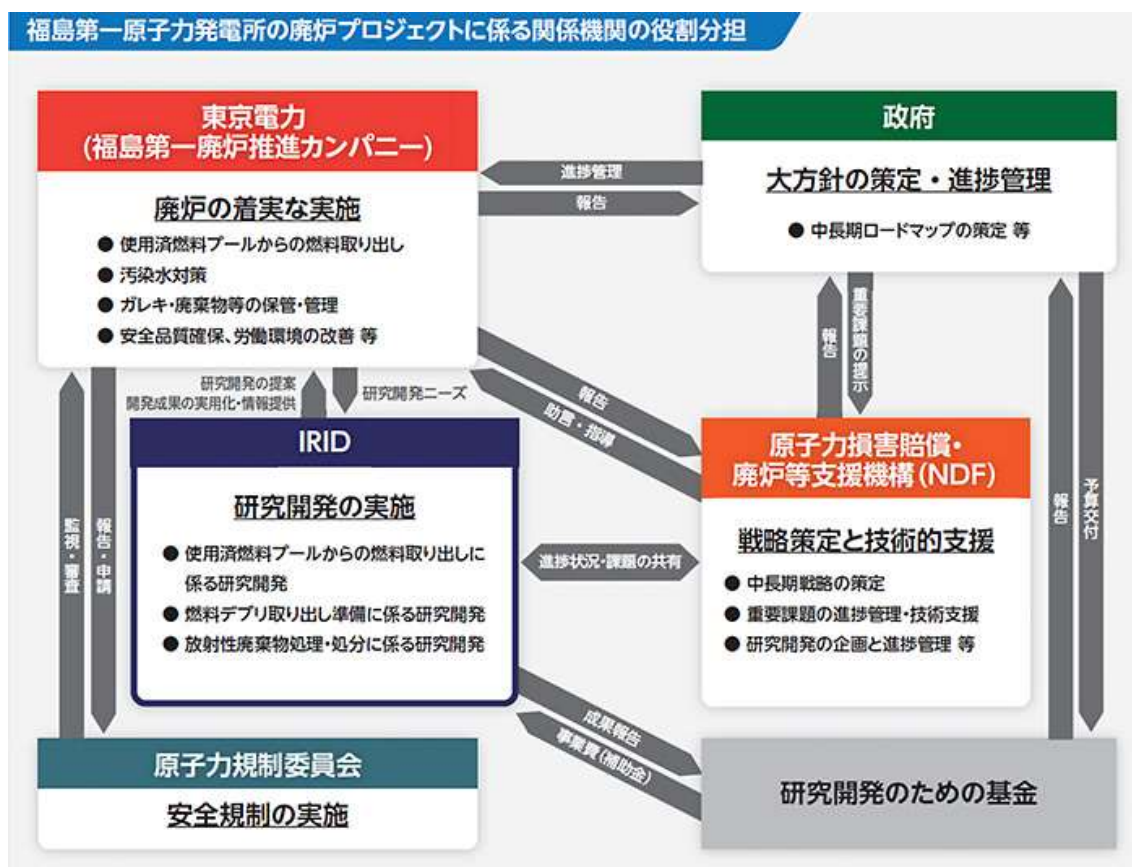 福島第一原子力発電所の廃炉プロジェクトに係る関係機関の役割分担
東京電力
(福島第一廃炉推進カンパニー)
廃炉の着実な実施
● 使用済燃料プールからの燃料取り出し
● 汚染水対策
● ガレキ・廃棄物等の保管・管理
● 安全品質確保、労働環境の改善 等
進捗管理
報告
政府
大方針の策定・進捗管理
● 中長期ロードマップの策定 等
研究開発の提案
開発成果の実用化・情報提供
研究開発ニーズ
報告
助言・指導
報告
重要課題の提示
IRID
研究開発の実施
● 使用済燃料プールからの燃料取り出しに
係る研究開発
● 燃料デブリ取り出し準備に係る研究開発
● 放射性廃棄物処理・処分に係る研究開発
進捗状況・課題の共有
原子力損害賠償・
廃炉等支援機構(NDF)
戦略策定と技術的支援
● 中長期戦略の策定
● 重要課題の進捗管理・技術支援
● 研究開発の企画と進捗管理 等
監視・審査
報告・申請
報告
予算交付
成果報告
事業費(補助金)
原子力規制委員会
安全規制の実施
研究開発のための基金